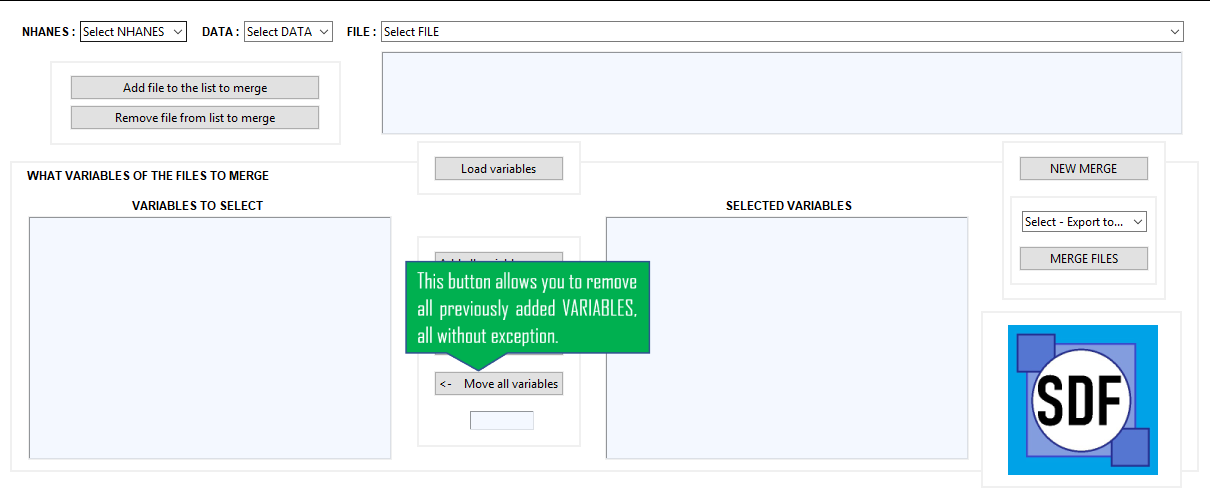 NHANES : Select NHANES DATA : Select DATA FILE : Select FILE
Add file to the list to merge
Remove file from list to merge
Load variables
NEW MERGE
WHAT VARIABLES OF THE FILES TO MERGE
VARIABLES TO SELECT
SELECTED VARIABLES
Select - Export to...
MERGE FILES
This button allows you to remove
all previously added VARIABLES,
all without exception.
<- Move all variables
SDF